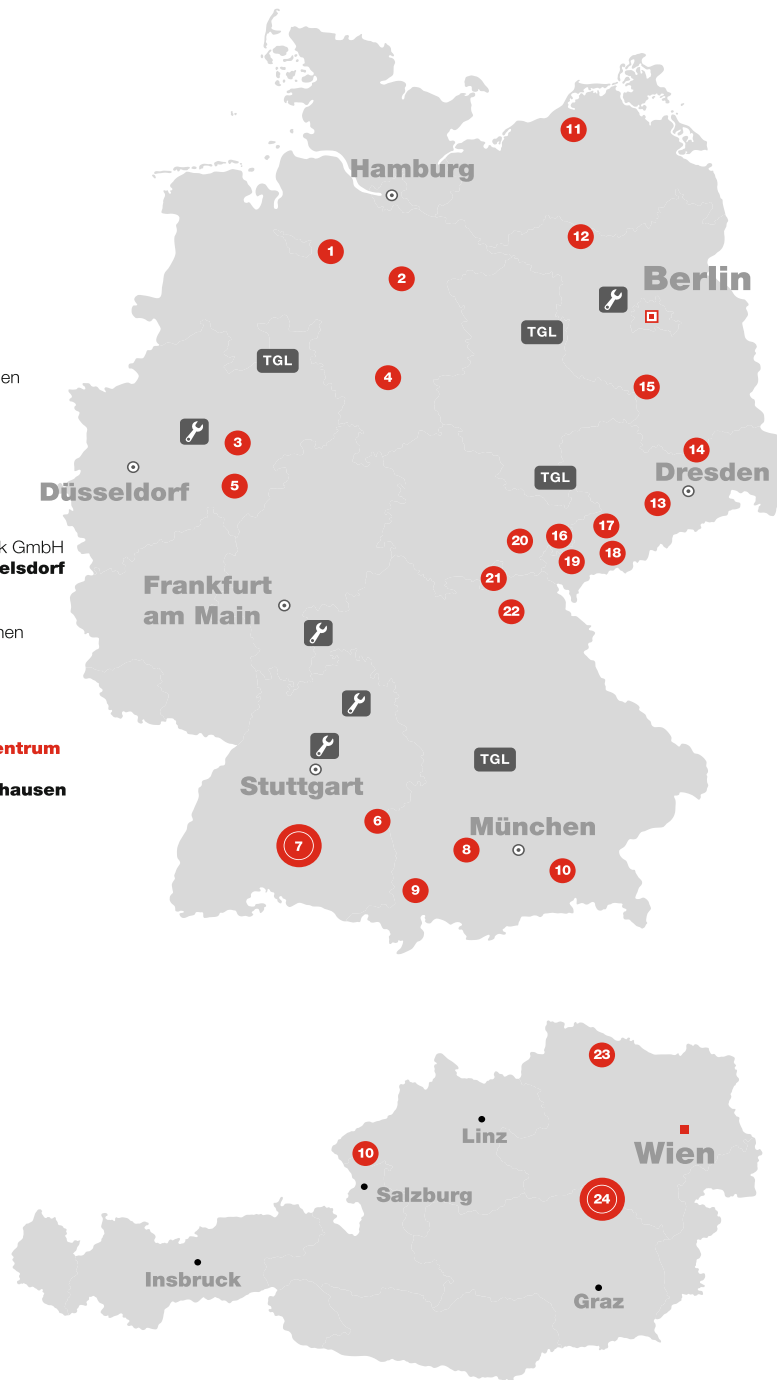 11
Hamburg
12
1
2
Berlin
TGL
TGL
en
4
15
3
14
Dresden
TGL
5
Düsseldorf
13
17
16
20
k GmbH
18
19
elsdorf
21
Frankfurt
am Main
22
nen
entrum
TGL
Stuttgart
hausen
6
München
7
8
10
9
23
Linz
Wien
10
Salzburg
24
Insbruck
Graz